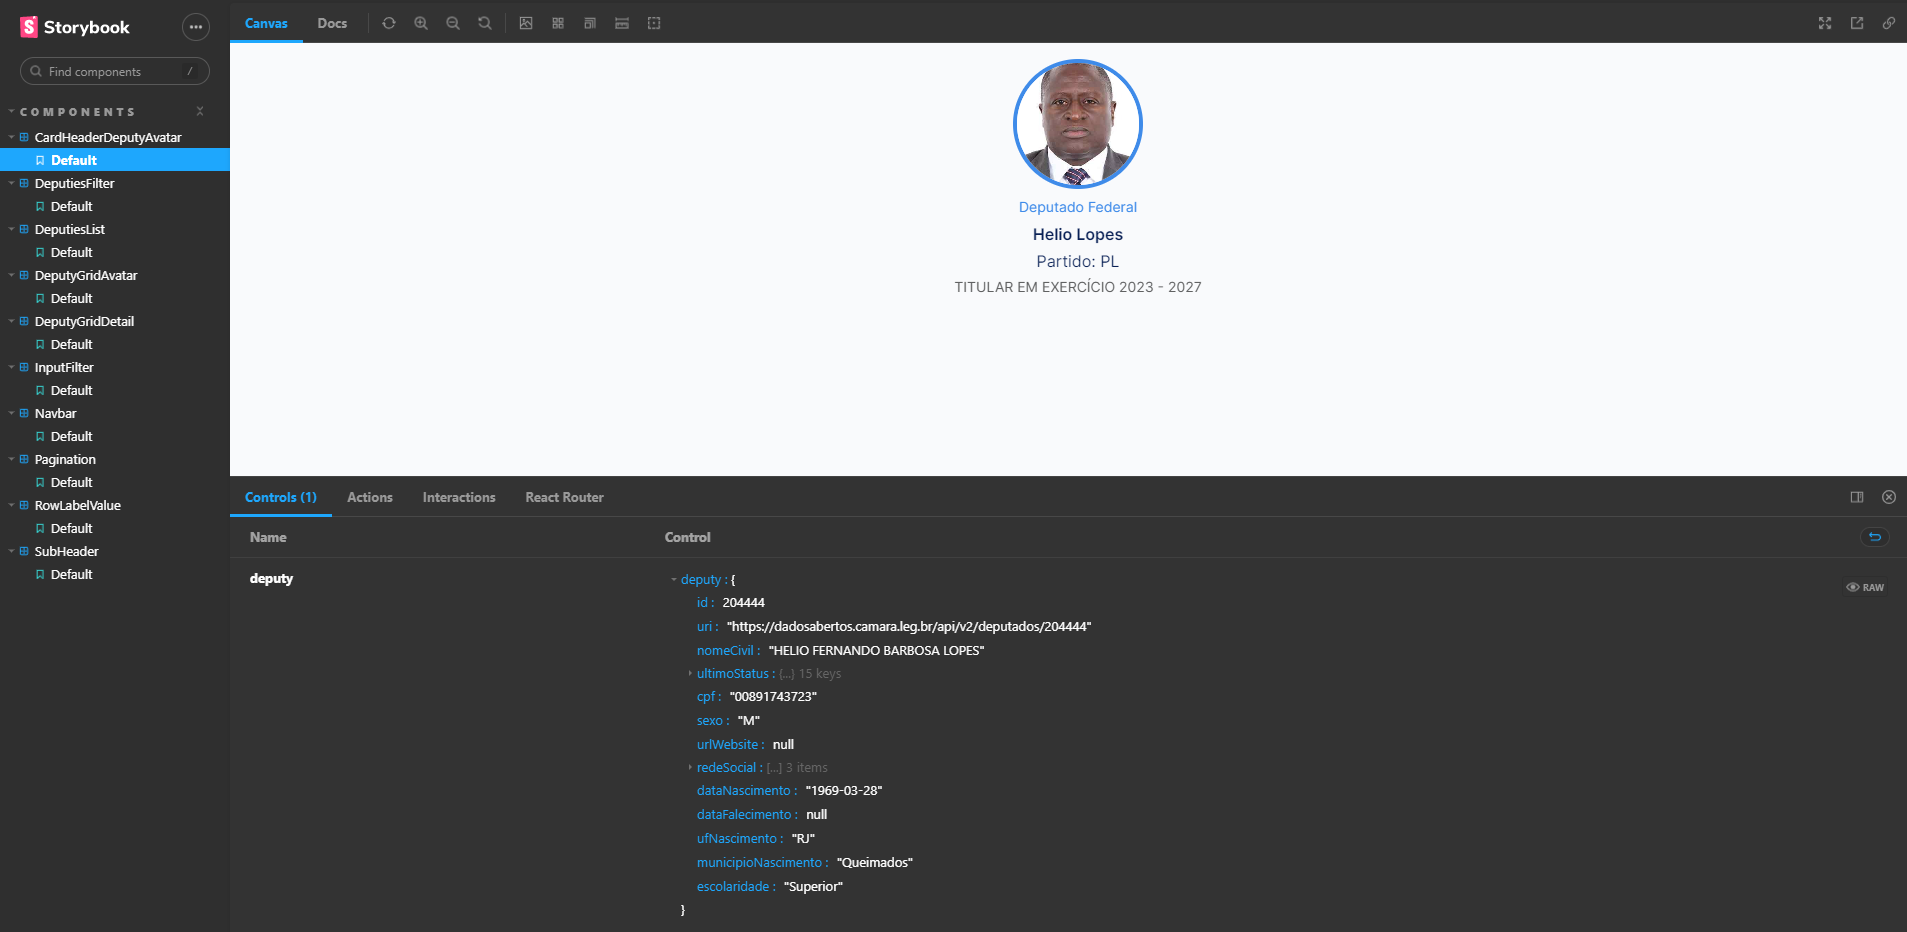 Storybook
Find components /
COMPONENTS
CardHeaderDeputyAvatar
Default
DeputiesFilter
Default
DeputiesList
Default
DeputyGridAvatar
Default
DeputyGridDetail
Default
InputFilter
Default
Navbar
Default
Pagination
Default
RowLabelValue
Default
SubHeader
Default
Canvas Docs
Deputado Federal
Helio Lopes
Partido: PL
TITULAR EM EXERCÍCIO 2023 - 2027
Controls (1) Actions Interactions React Router
Name Control
deputy
deputy : {
RAW
id : 204444
uri : "https://dadosabertos.camara.leg.br/api/v2/deputados/204444"
nomeCivil : "HELIO FERNANDO BARBOSA LOPES"
ultimoStatus : {...} 15 keys
cpf : "00891743723"
sexo : "M"
urlWebsite : null
redeSocial : [...] 3 items
dataNascimento : "1969-03-28"
dataFalecimento : null
ufNascimento : "RJ"
municipioNascimento : "Queimados"
escolaridade : "Superior"
}